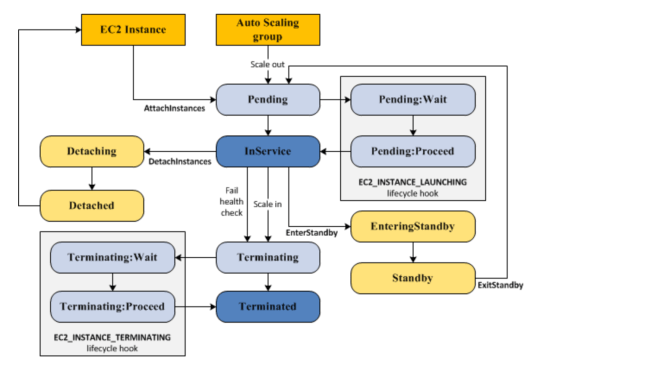 EC2 Instance
Auto Scaling
group
Scale out
Pending
Pending:Wait
AttachInstances
Detaching
DetachInstances
InService
Pending:Proceed
EC2_INSTANCE_LAUNCHING
lifecycle hook
Fail
health
check
Scale in
Detached
EnterStandby
EnteringStandby
Terminating:Wait
Terminating
Standby
ExitStandby
Terminating:Proceed
Terminated
EC2_INSTANCE_TERMINATING
lifecycle hook